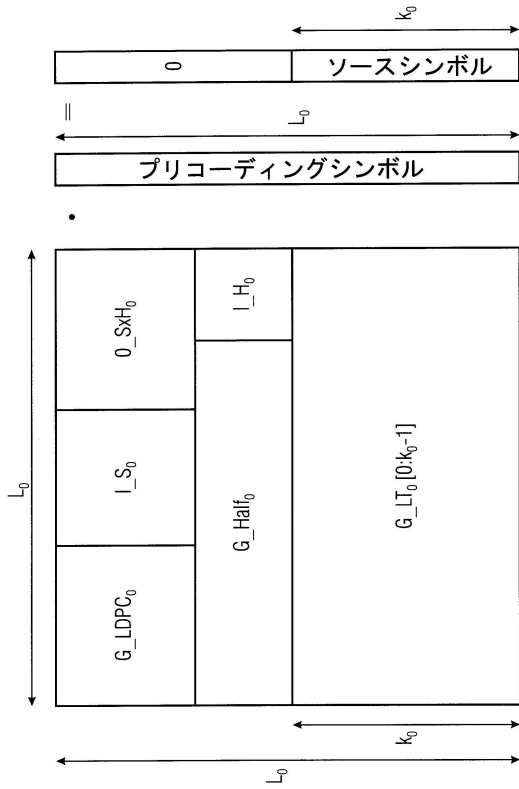 L₀
G_LDPC₀ I_S₀ 0_SxH₀
G_Half₀ I_H₀
G_LT₀ [0:k₀-1]
L₀
k₀
・
プリコーディングシンボル
L₀
=
0
ソースシンボル
k₀